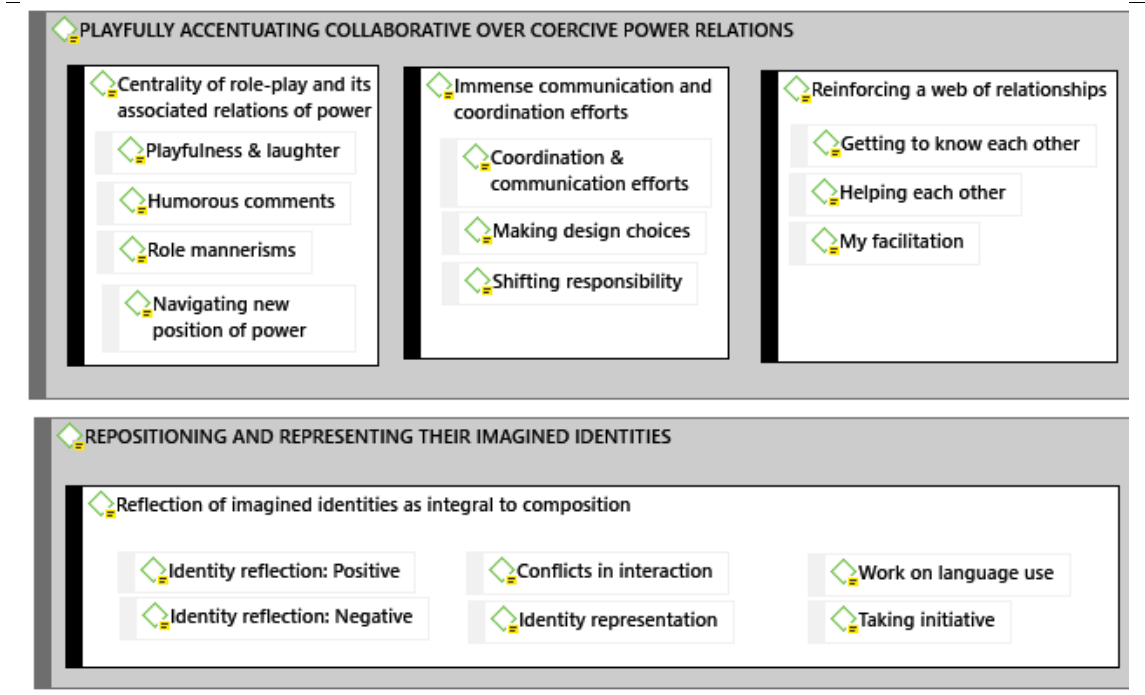 PLAYFULLY ACCENTUATING COLLABORATIVE OVER COERCIVE POWER RELATIONS
Centrality of role-play and its
associated relations of power
Playfulness & laughter
Humorous comments
Role mannerisms
Navigating new
position of power
Immense communication and
coordination efforts
Coordination &
communication efforts
Making design choices
Shifting responsibility
Reinforcing a web of relationships
Getting to know each other
Helping each other
My facilitation
REPOSITIONING AND REPRESENTING THEIR IMAGINED IDENTITIES
Reflection of imagined identities as integral to composition
Identity reflection: Positive
Identity reflection: Negative
Conflicts in interaction
Identity representation
Work on language use
Taking initiative